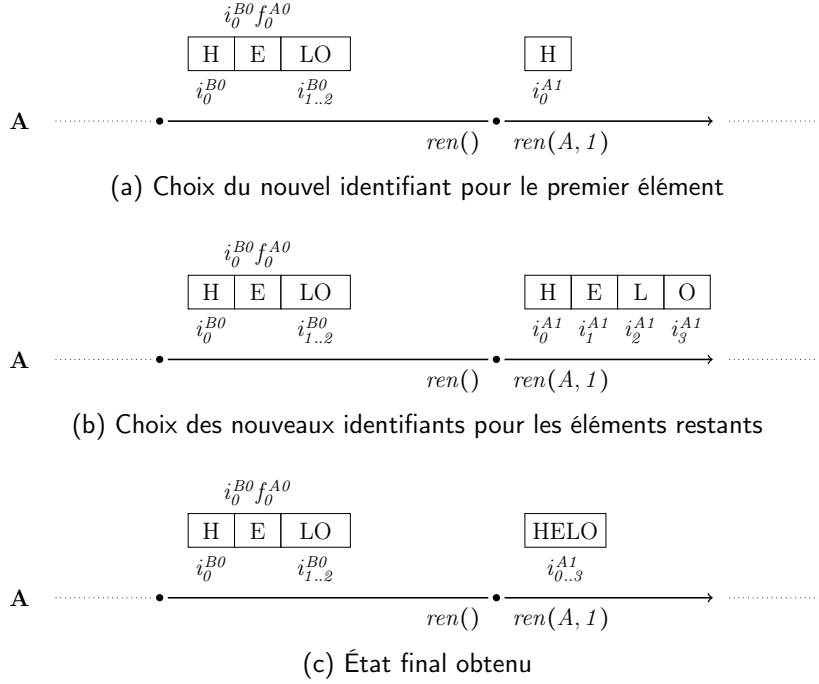 i_0^{B0} f_0^{A0}
H E LO H
i_0^{B0} i_{1..2}^{B0} i_0^{A1}
A
ren() ren(A, 1)
(a) Choix du nouvel identifiant pour le premier élément
i_0^{B0} f_0^{A0}
H E LO H E L O
i_0^{B0} i_{1..2}^{B0} i_0^{A1} i_1^{A1} i_2^{A1} i_3^{A1}
A
ren() ren(A, 1)
(b) Choix des nouveaux identifiants pour les éléments restants
i_0^{B0} f_0^{A0}
H E LO HELO
i_0^{B0} i_{1..2}^{B0} i_{0..3}^{A1}
A
ren() ren(A, 1)
(c) État final obtenu